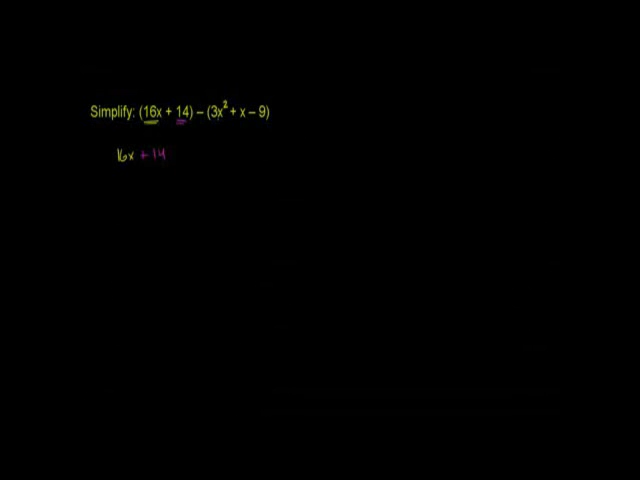 Simplify: (16x + 14) – (3x² + x – 9)
16x + 14